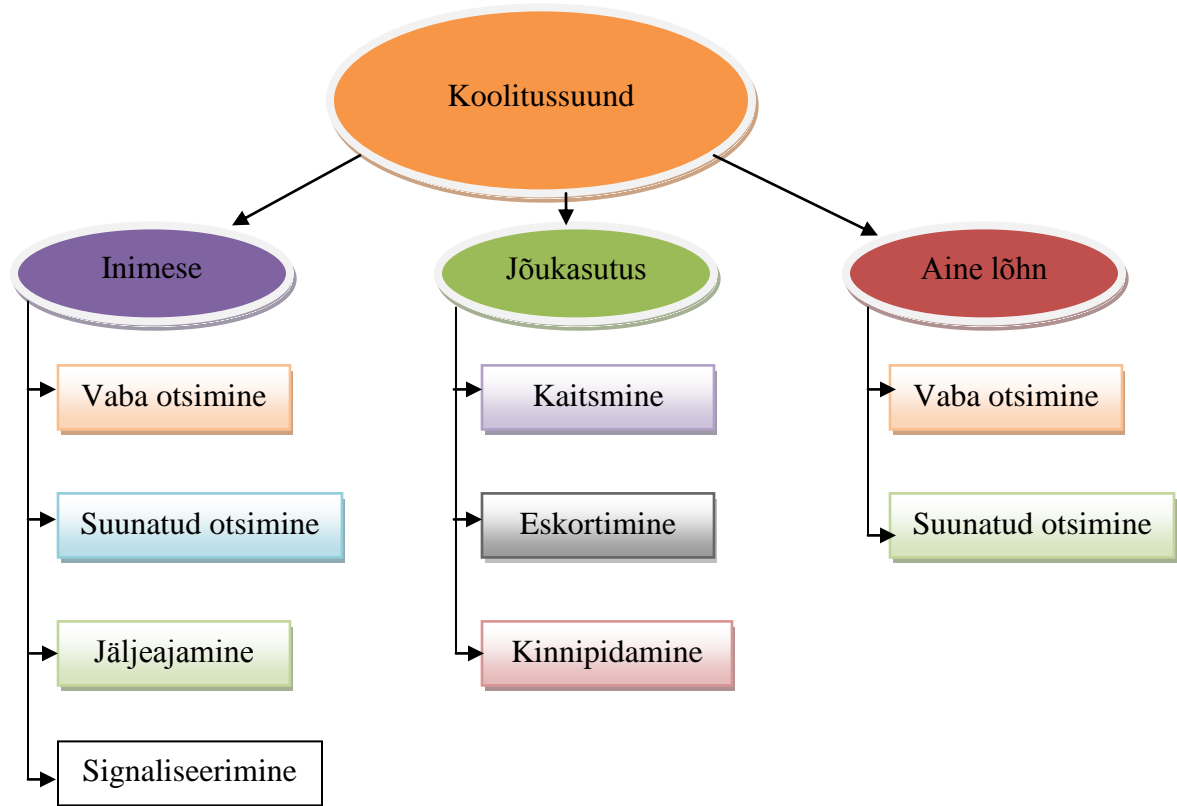 Koolitussuund
Inimese
Jõukasutus
Aine lõhn
Vaba otsimine
Kaitsmine
Vaba otsimine
Suunatud otsimine
Eskortimine
Suunatud otsimine
Jäljeajamine
Kinnipidamine
Signaliseerimine